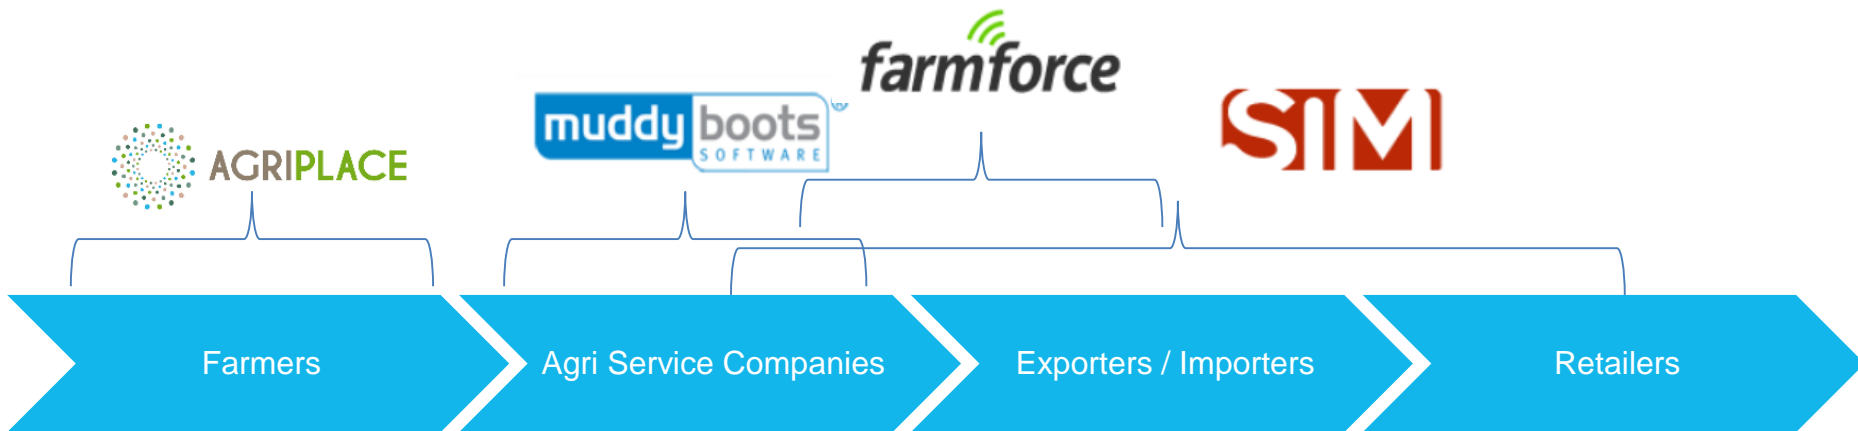 farmforce
muddy boots
SOFTWARE
SIM
AGRIPLACE
Farmers
Agri Service Companies
Exporters / Importers
Retailers